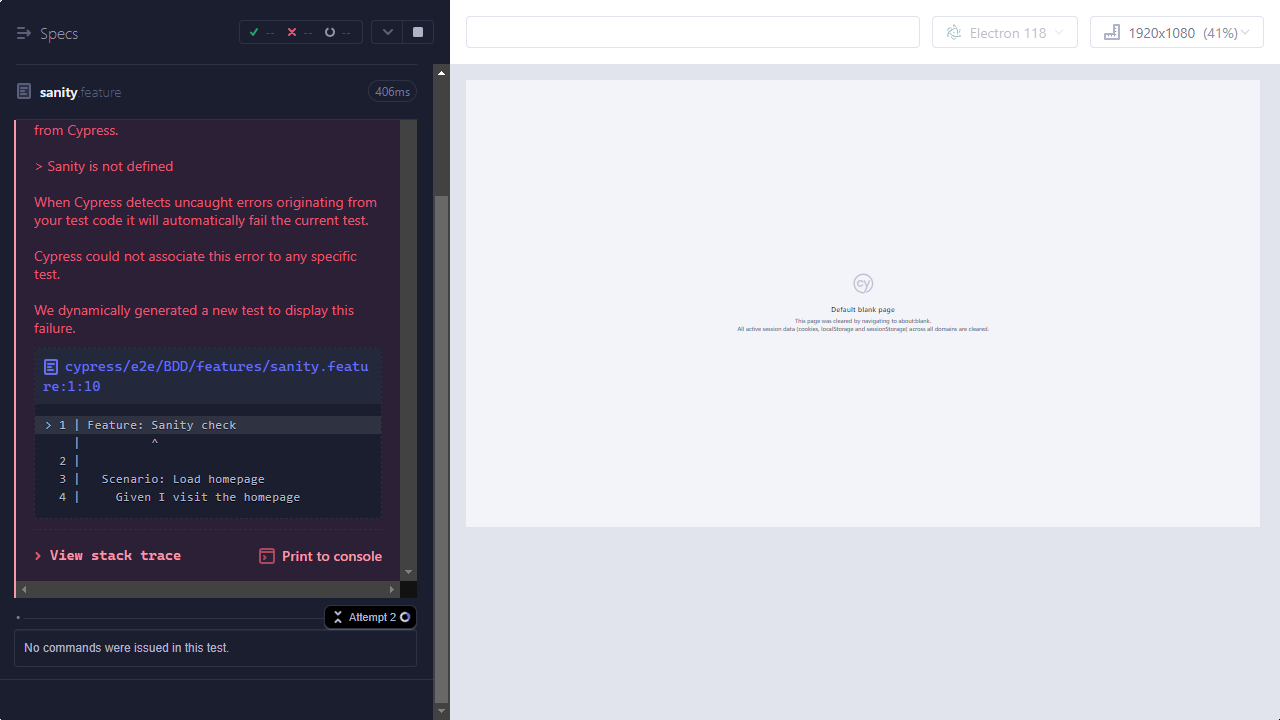 Specs
-- -- --
Electron 118
1920x1080 (41%)
sanity.feature
406ms
from Cypress.
> Sanity is not defined
When Cypress detects uncaught errors originating from
your test code it will automatically fail the current test.
Cypress could not associate this error to any specific
test.
We dynamically generated a new test to display this
failure.
cypress/e2e/BDD/features/sanity.featu
re:1:10
> 1 | Feature: Sanity check
| ^
2 |
3 | Scenario: Load homepage
4 | Given I visit the homepage
View stack trace
Print to console
Attempt 2
No commands were issued in this test.
cy
Default blank page
This page was cleared by navigating to about:blank.
All active session data (cookies, localStorage and sessionStorage) across all domains are cleared.